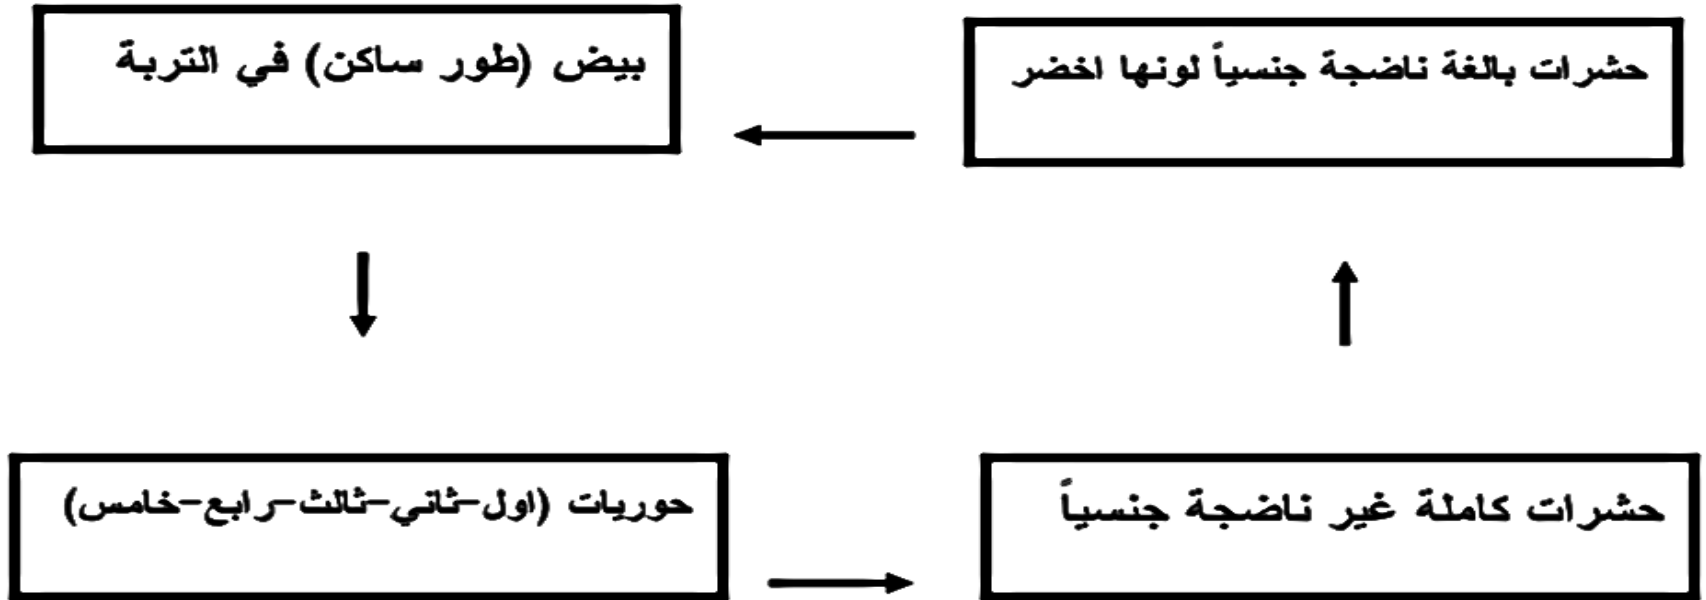 حشرات بالغة ناضجة جنسياً لونها اخضر
بيض (طور ساكن) في التربة
حوريات (اول-ثاني-ثالث-رابع-خامس)
حشرات كاملة غير ناضجة جنسياً